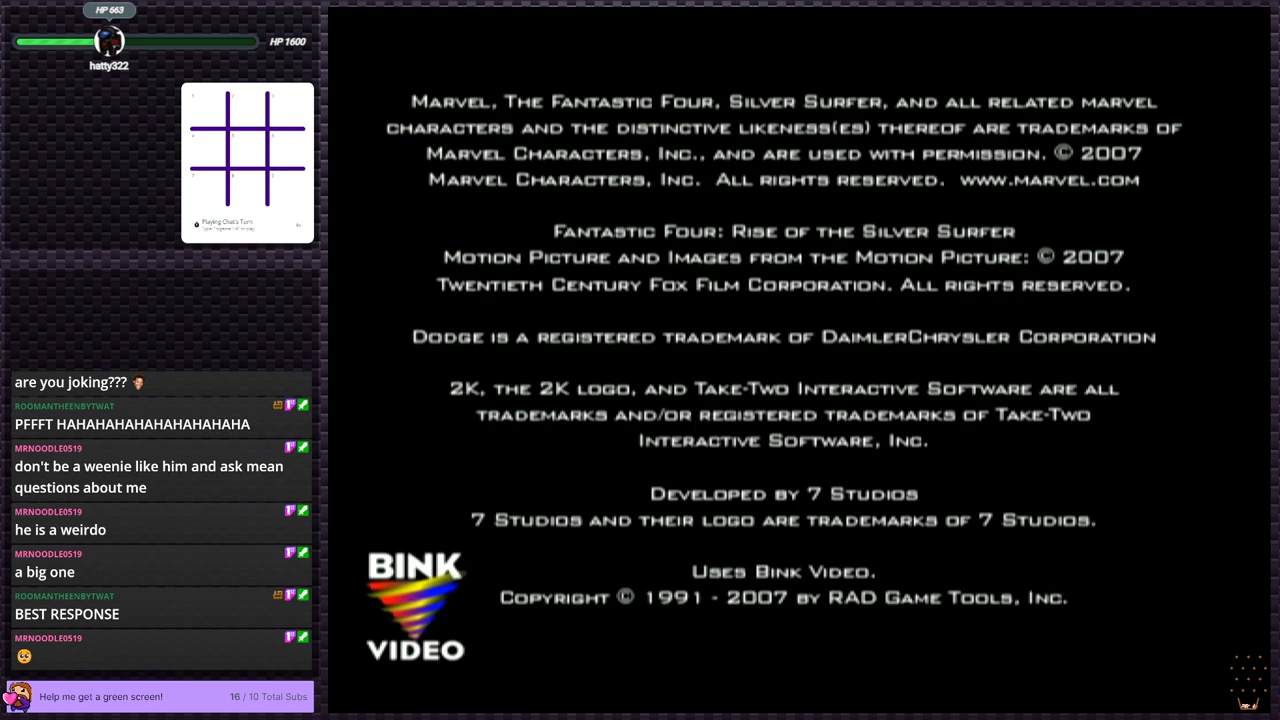 HP 663
HP 1600
hatty322
Playing Chat's Turn
are you joking???
ROOMANTHEENBYTWAT
PFFFT HAHAHAHAHAHAHAHAHA
MRNOODLE0519
don't be a weenie like him and ask mean
questions about me
MRNOODLE0519
he is a weirdo
MRNOODLE0519
a big one
ROOMANTHEENBYTWAT
BEST RESPONSE
MRNOODLE0519
Help me get a green screen!
16 / 10 Total Subs
MARVEL, THE FANTASTIC FOUR, SILVER SURFER, AND ALL RELATED MARVEL
CHARACTERS AND THE DISTINCTIVE LIKENESS(ES) THEREOF ARE TRADEMARKS OF
MARVEL CHARACTERS, INC., AND ARE USED WITH PERMISSION. © 2007
MARVEL CHARACTERS, INC. ALL RIGHTS RESERVED. WWW.MARVEL.COM
FANTASTIC FOUR: RISE OF THE SILVER SURFER
MOTION PICTURE AND IMAGES FROM THE MOTION PICTURE: © 2007
TWENTIETH CENTURY FOX FILM CORPORATION. ALL RIGHTS RESERVED.
DODGE IS A REGISTERED TRADEMARK OF DAIMLERCHRYSLER CORPORATION
2K, THE 2K LOGO, AND TAKE-TWO INTERACTIVE SOFTWARE ARE ALL
TRADEMARKS AND/OR REGISTERED TRADEMARKS OF TAKE-TWO
INTERACTIVE SOFTWARE, INC.
DEVELOPED BY 7 STUDIOS
7 STUDIOS AND THEIR LOGO ARE TRADEMARKS OF 7 STUDIOS.
BINK
VIDEO
USES BINK VIDEO.
COPYRIGHT © 1991 - 2007 BY RAD GAME TOOLS, INC.